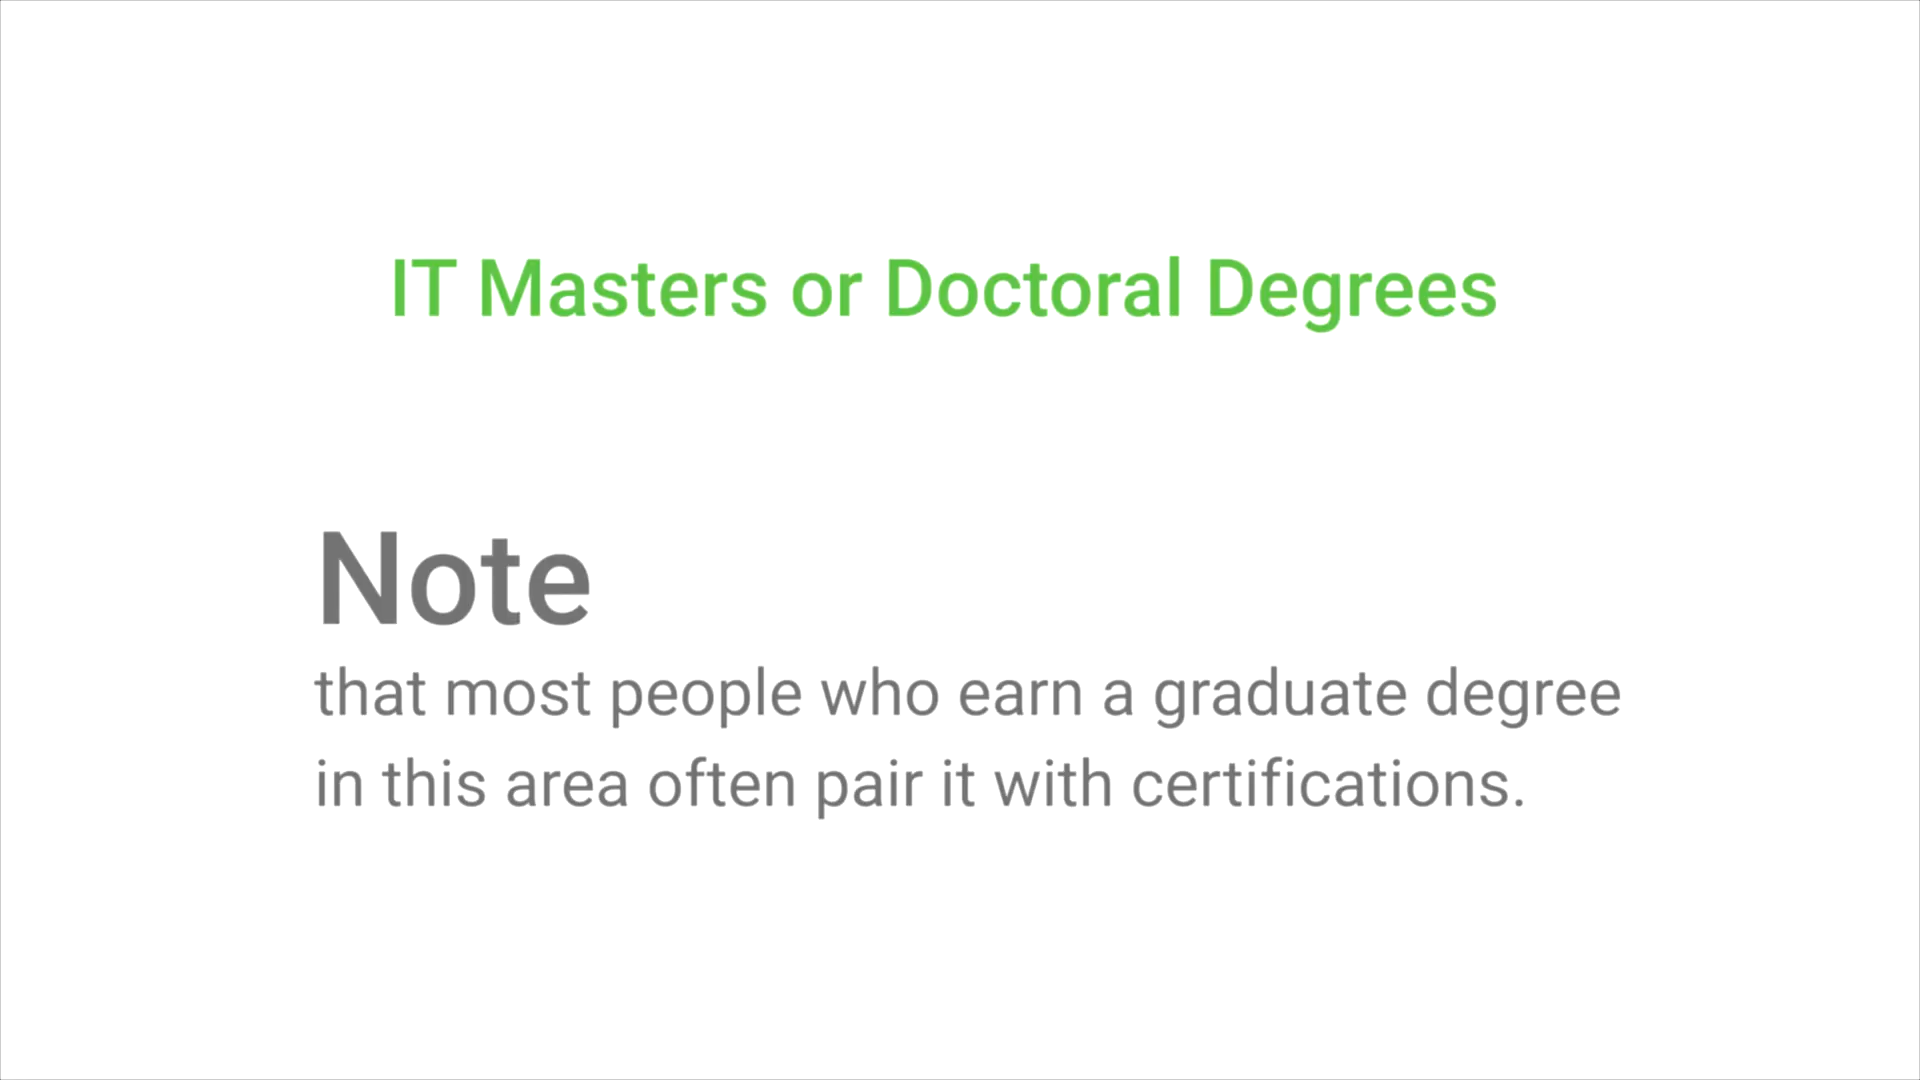 IT Masters or Doctoral Degrees
Note
that most people who earn a graduate degree
in this area often pair it with certifications.